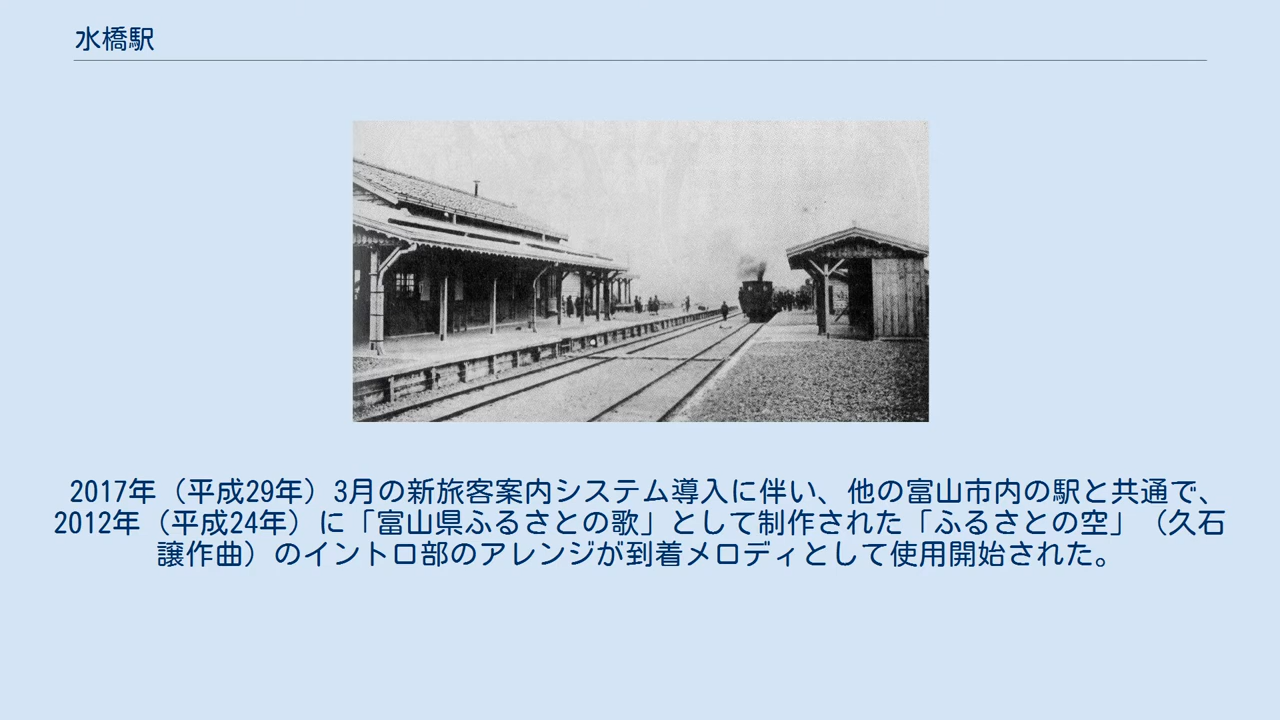 水橋駅
2017年（平成29年）3月の新旅客案内システム導入に伴い、他の富山市内の駅と共通で、
2012年（平成24年）に「富山県ふるさとの歌」として制作された「ふるさとの空」（久石
譲作曲）のイントロ部のアレンジが到着メロディとして使用開始された。